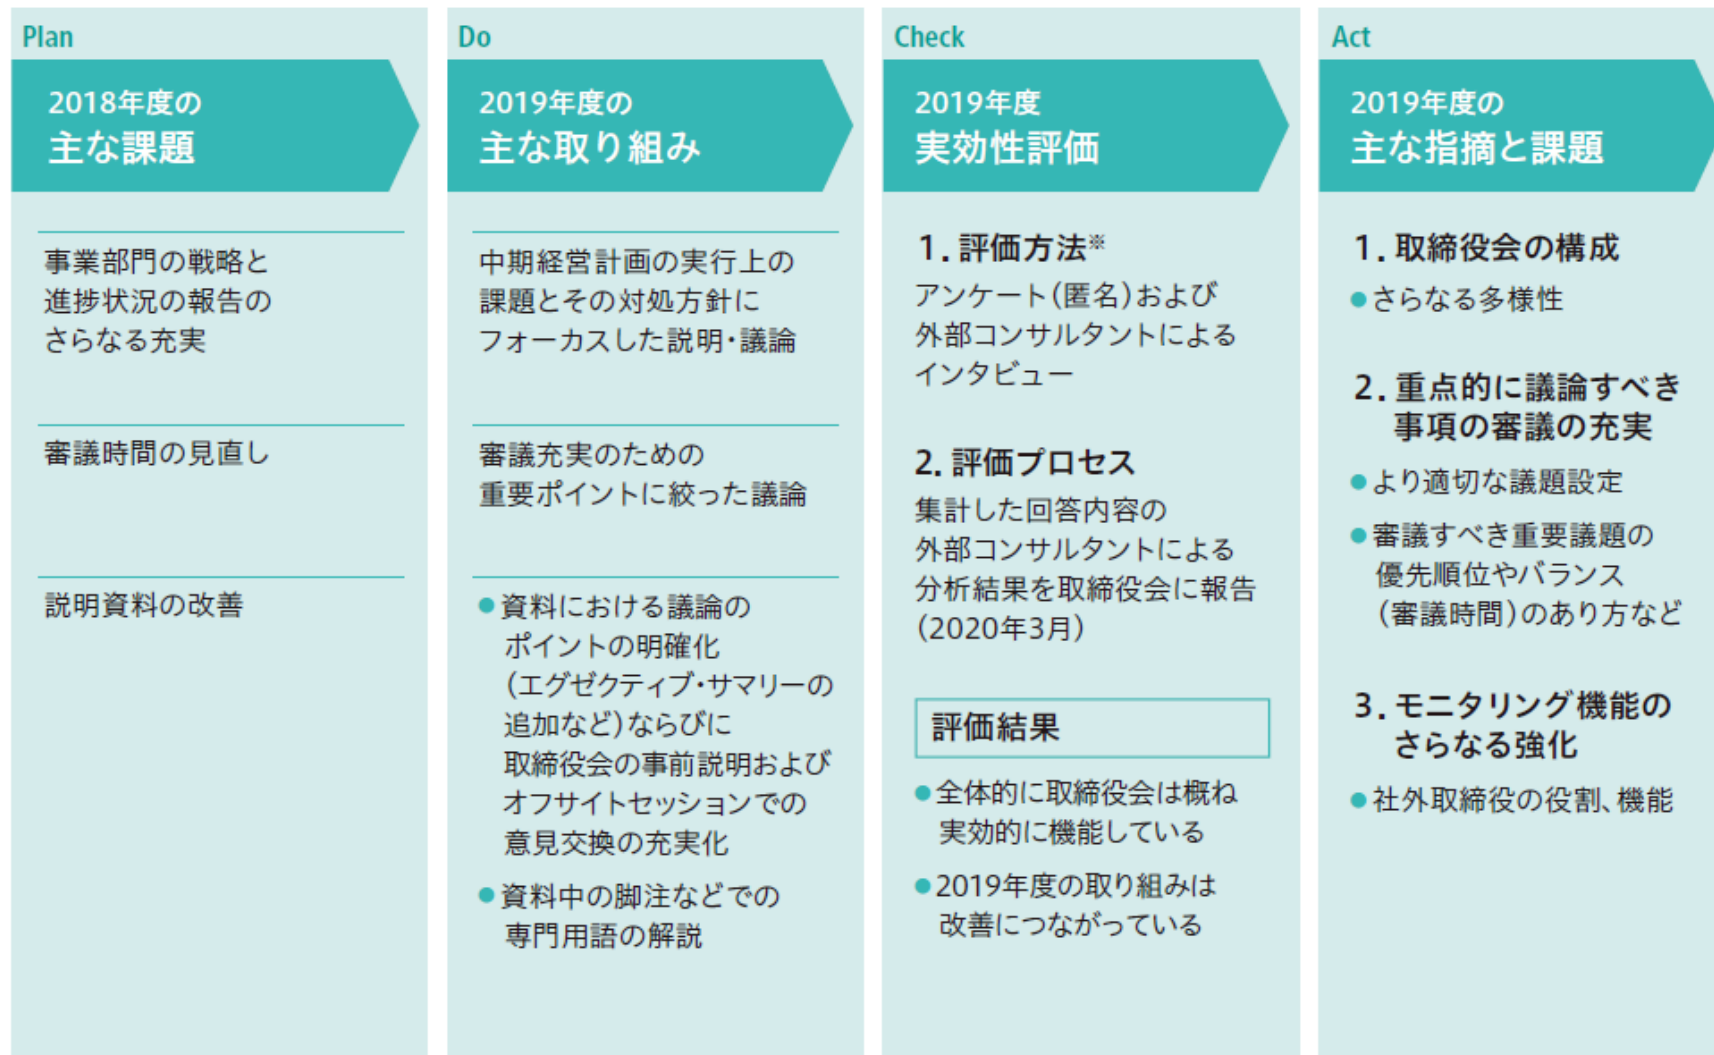 Plan
2018年度の
主な課題
事業部門の戦略と
進捗状況の報告の
さらなる充実
審議時間の見直し
説明資料の改善
Do
2019年度の
主な取り組み
中期経営計画の実行上の
課題とその対処方針に
フォーカスした説明・議論
審議充実のための
重要ポイントに絞った議論
●資料における議論の
ポイントの明確化
(エグゼクティブ・サマリーの
追加など)ならびに
取締役会の事前説明および
オフサイトセッションでの
意見交換の充実化
●資料中の脚注などでの
専門用語の解説
Check
2019年度
実効性評価
1. 評価方法※
アンケート(匿名)および
外部コンサルタントによる
インタビュー
2. 評価プロセス
集計した回答内容の
外部コンサルタントによる
分析結果を取締役会に報告
(2020年3月)
評価結果
●全体的に取締役会は概ね
実効的に機能している
●2019年度の取り組みは
改善につながっている
Act
2019年度の
主な指摘と課題
1. 取締役会の構成
●さらなる多様性
2. 重点的に議論すべき
事項の審議の充実
●より適切な議題設定
●審議すべき重要議題の
優先順位やバランス
(審議時間)のあり方など
3. モニタリング機能の
さらなる強化
●社外取締役の役割、機能